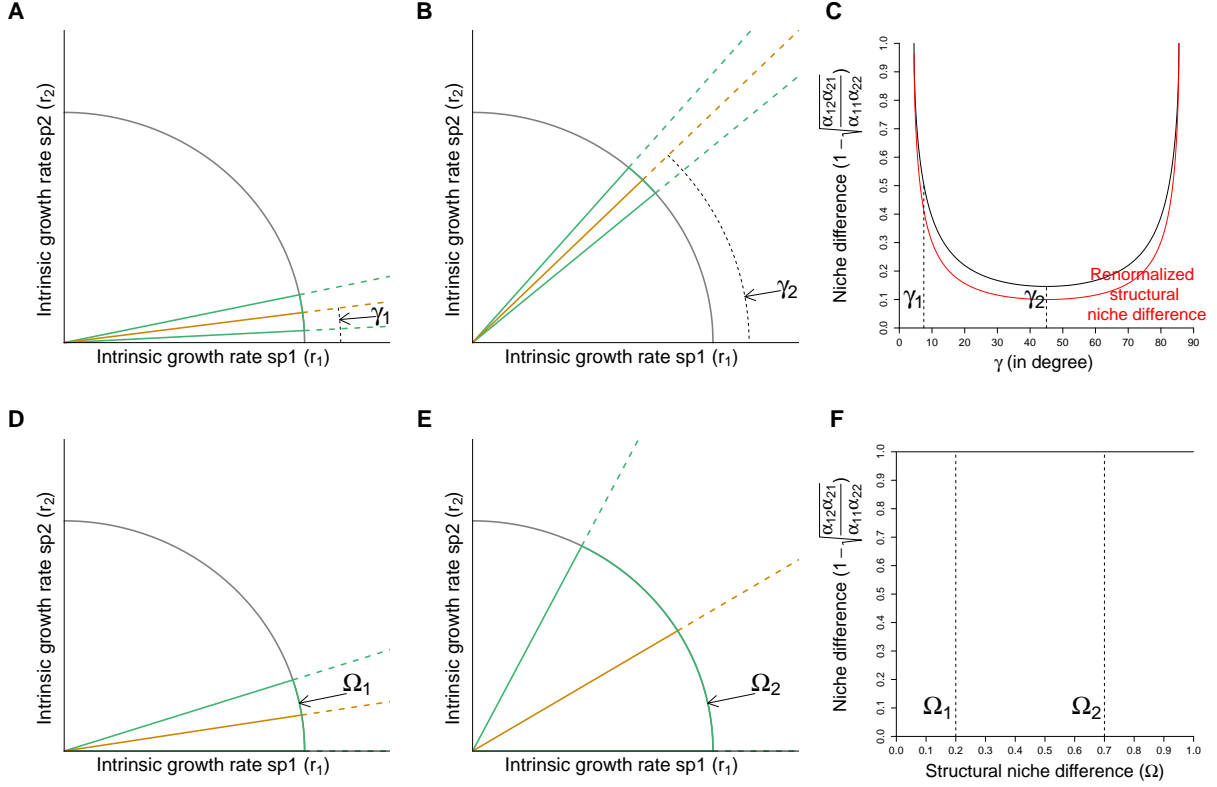 A
Intrinsic growth rate sp2 (r₂)
γ₁
Intrinsic growth rate sp1 (r₁)
B
Intrinsic growth rate sp2 (r₂)
γ₂
Intrinsic growth rate sp1 (r₁)
C
Niche difference (1 − √(α₁₂α₂₁ / α₁₁α₂₂))
0.0 0.1 0.2 0.3 0.4 0.5 0.6 0.7 0.8 0.9 1.0
γ₁
γ₂
Renormalized
structural
niche difference
0 10 20 30 40 50 60 70 80 90
γ (in degree)
D
Intrinsic growth rate sp2 (r₂)
Ω₁
Intrinsic growth rate sp1 (r₁)
E
Intrinsic growth rate sp2 (r₂)
Ω₂
Intrinsic growth rate sp1 (r₁)
F
Niche difference (1 − √(α₁₂α₂₁ / α₁₁α₂₂))
0.0 0.1 0.2 0.3 0.4 0.5 0.6 0.7 0.8 0.9 1.0
Ω₁
Ω₂
0.0 0.1 0.2 0.3 0.4 0.5 0.6 0.7 0.8 0.9 1.0
Structural niche difference (Ω)